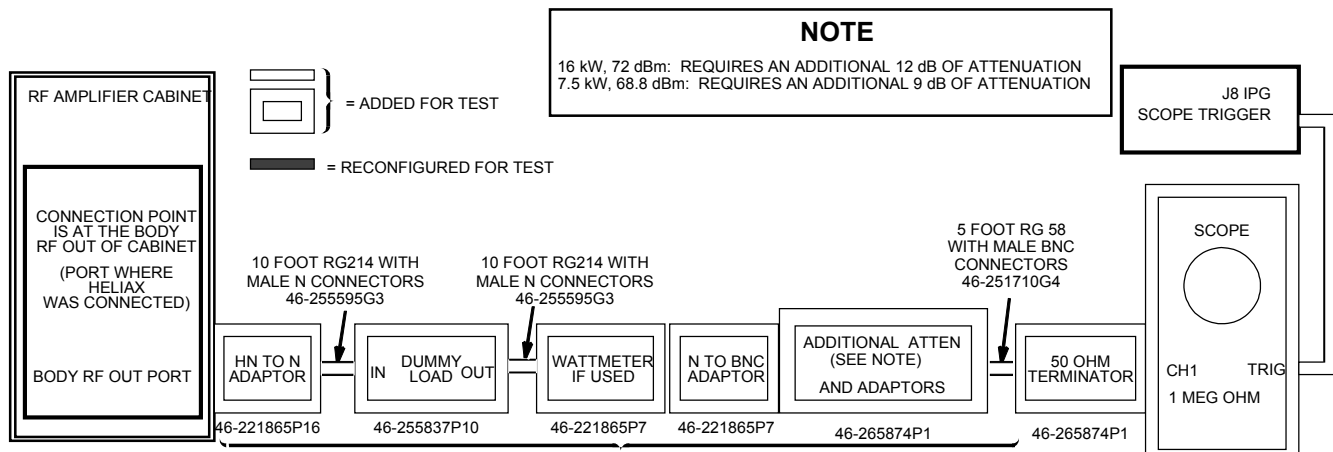 NOTE
16 kW, 72 dBm: REQUIRES AN ADDITIONAL 12 dB OF ATTENUATION
7.5 kW, 68.8 dBm: REQUIRES AN ADDITIONAL 9 dB OF ATTENUATION
RF AMPLIFIER CABINET
= ADDED FOR TEST
= RECONFIGURED FOR TEST
J8 IPG
SCOPE TRIGGER
CONNECTION POINT
IS AT THE BODY
RF OUT OF CABINET
(PORT WHERE
HELIAX
WAS CONNECTED)
BODY RF OUT PORT
10 FOOT RG214 WITH
MALE N CONNECTORS
46-255595G3
10 FOOT RG214 WITH
MALE N CONNECTORS
46-255595G3
5 FOOT RG 58
WITH MALE BNC
CONNECTORS
46-251710G4
SCOPE
HN TO N
ADAPTOR
IN
DUMMY
LOAD
OUT
WATTMETER
IF USED
N TO BNC
ADAPTOR
ADDITIONAL ATTEN
(SEE NOTE)
AND ADAPTORS
50 OHM
TERMINATOR
CH1
TRIG
1 MEG OHM
46-221865P16
46-255837P10
46-221865P7
46-221865P7
46-265874P1
46-265874P1